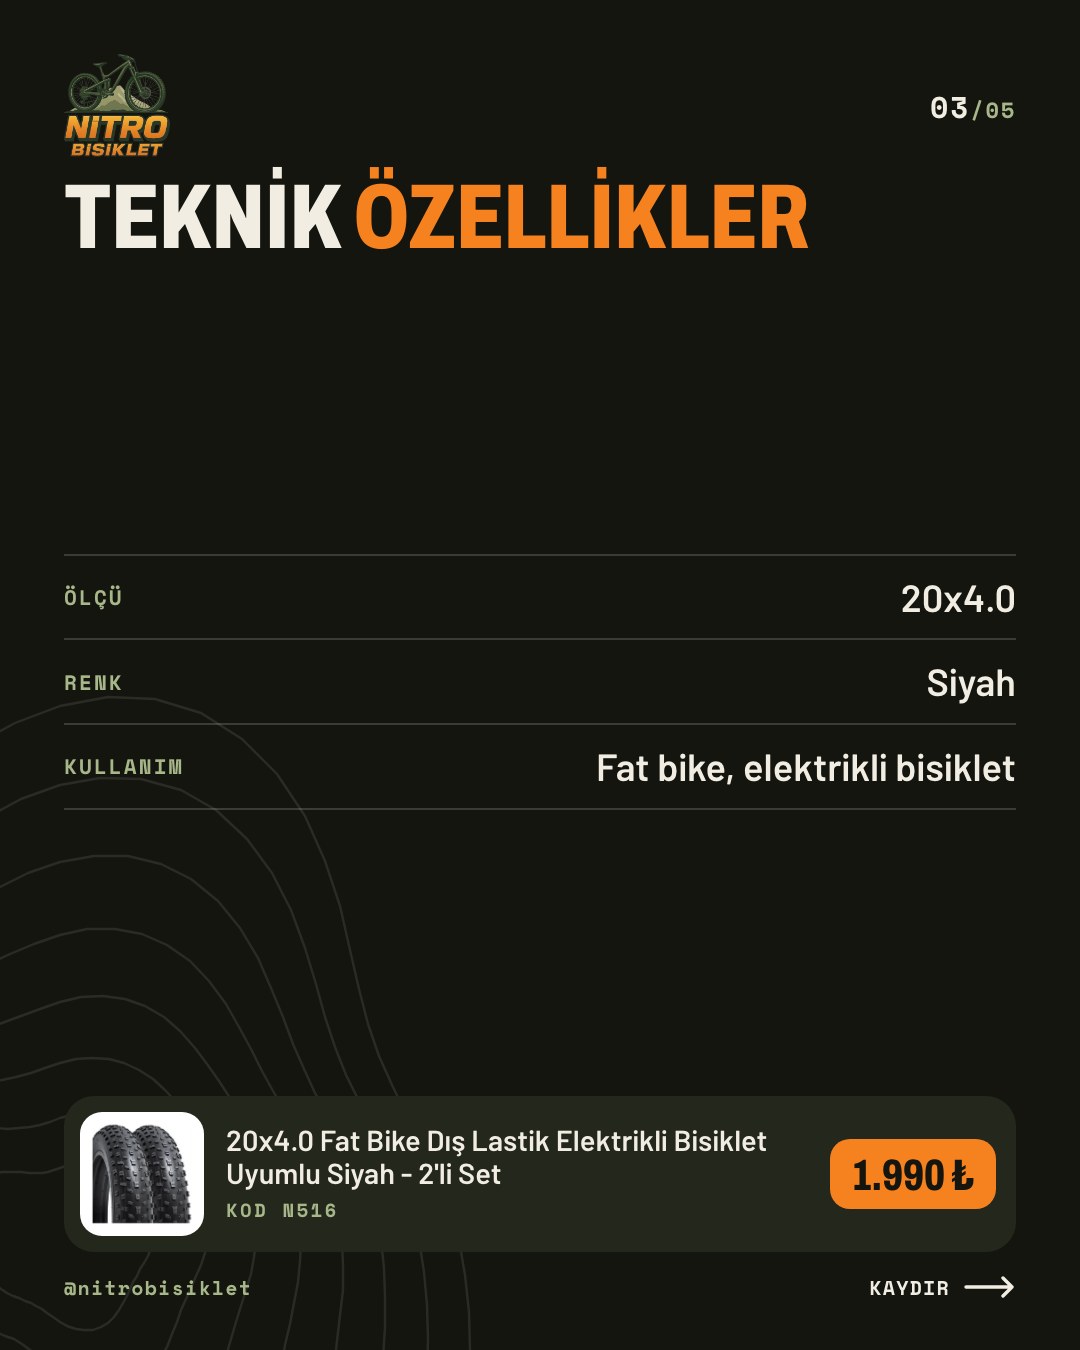 NiTRO
BISIKLET
03/05
TEKNİK ÖZELLİKLER
ÖLÇÜ
20x4.0
RENK
Siyah
KULLANIM
Fat bike, elektrikli bisiklet
20x4.0 Fat Bike Dış Lastik Elektrikli Bisiklet
Uyumlu Siyah - 2'li Set
KOD N516
1.990 ₺
@nitrobisiklet
KAYDIR